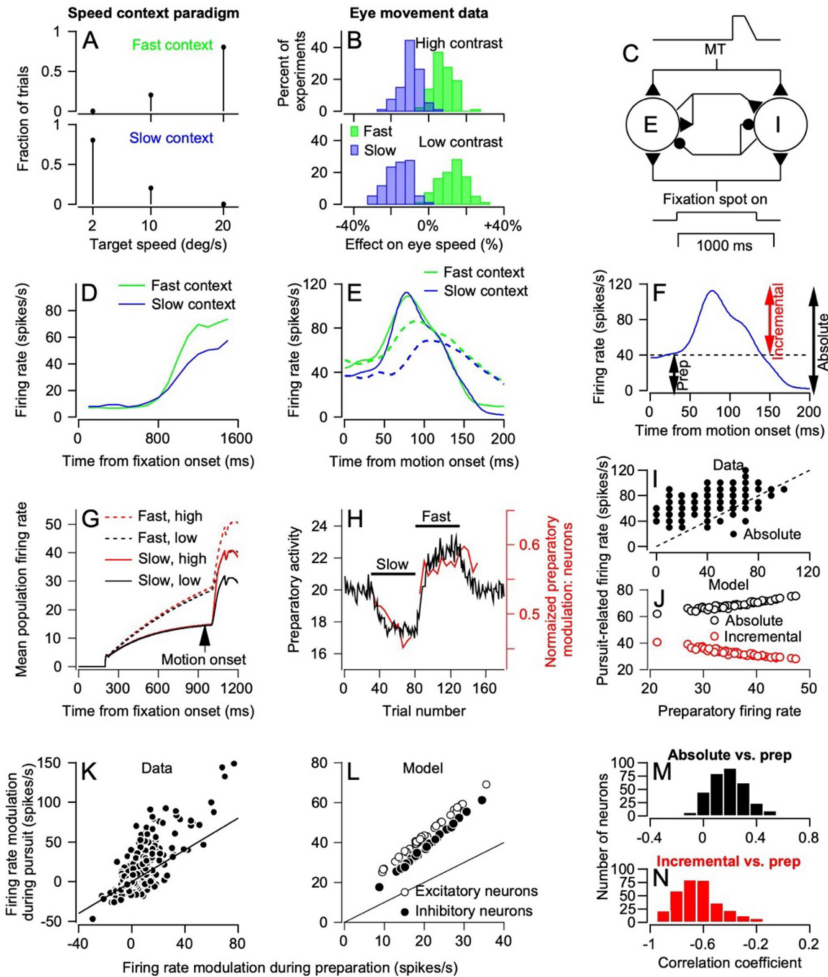 Speed context paradigm
Eye movement data
A
Fast context
1
0.5
0
Slow context
1
0.5
0
Fraction of trials
2 10 20
Target speed (deg/s)
B
High contrast
40
20
0
Fast
Slow
Low contrast
40
20
0
Percent of
experiments
-40% 0% +40%
Effect on eye speed (%)
C
MT
E
I
Fixation spot on
1000 ms
D
Fast context
Slow context
80
60
40
20
0
Firing rate (spikes/s)
0 800 1600
Time from fixation onset (ms)
E
Fast context
Slow context
120
80
40
0
Firing rate (spikes/s)
0 50 100 150 200
Time from motion onset (ms)
F
120
80
40
0
Firing rate (spikes/s)
Prep
Incremental
Absolute
0 50 100 150 200
Time from motion onset (ms)
G
Fast, high
Fast, low
Slow, high
Slow, low
50
40
30
20
10
0
Mean population firing rate
Motion onset
0 300 600 900 1200
Time from fixation onset (ms)
H
Fast
Slow
24
22
20
18
16
Preparatory activity
0.6
0.5
Normalized preparatory
modulation: neurons
0 40 80 120 160
Trial number
I
Data
120
80
40
0
Absolute
0 40 80 120
Pursuit-related firing rate (spikes/s)
J
Model
80
60
40
20
Absolute
Incremental
20 30 40 50
Preparatory firing rate
K
Data
150
100
50
0
-50
Firing rate modulation
during pursuit (spikes/s)
-40 0 40 80
L
Model
80
60
40
20
0
Excitatory neurons
Inhibitory neurons
0 10 20 30 40
Firing rate modulation during preparation (spikes/s)
M
Absolute vs. prep
100
75
50
25
-0.4 0 0.4 0.8
Number of neurons
N
Incremental vs. prep
100
75
50
25
-1 -0.6 -0.2 0.2
Correlation coefficient